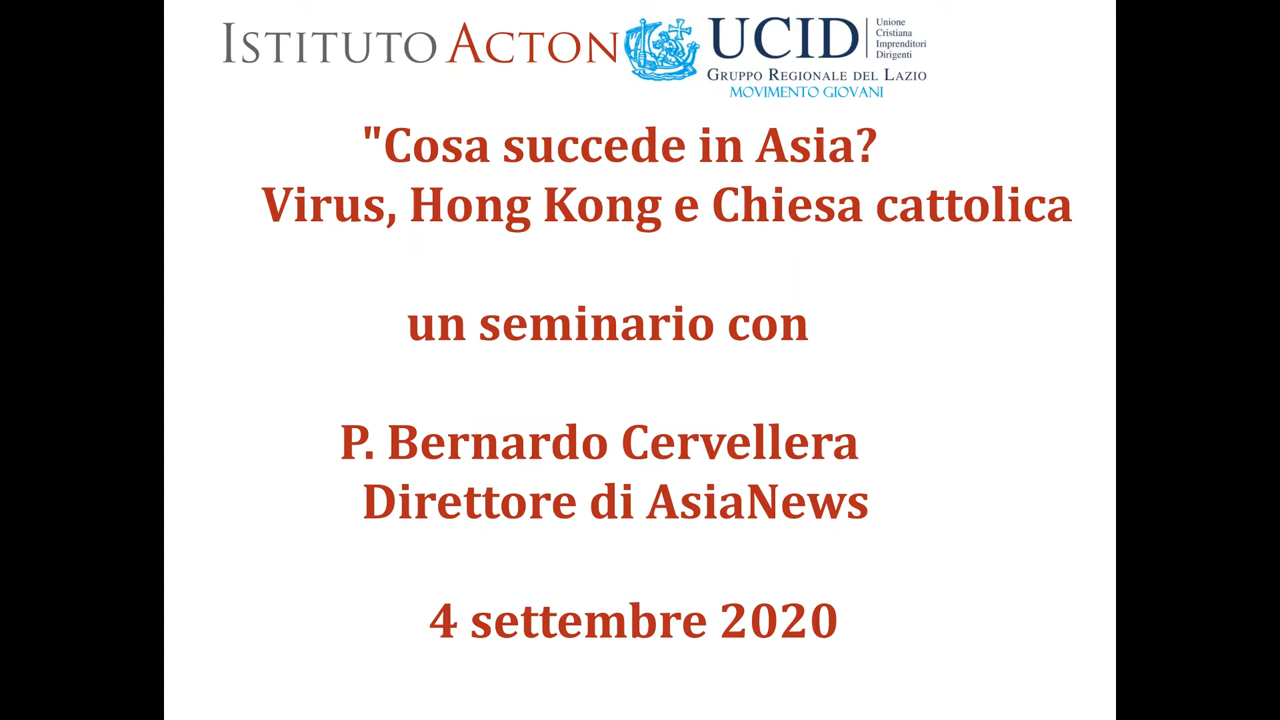 ISTITUTO ACTON
UCID
Unione
Cristiana
Imprenditori
Dirigenti
GRUPPO REGIONALE DEL LAZIO
MOVIMENTO GIOVANI
"Cosa succede in Asia?
Virus, Hong Kong e Chiesa cattolica
un seminario con
P. Bernardo Cervellera
Direttore di AsiaNews
4 settembre 2020